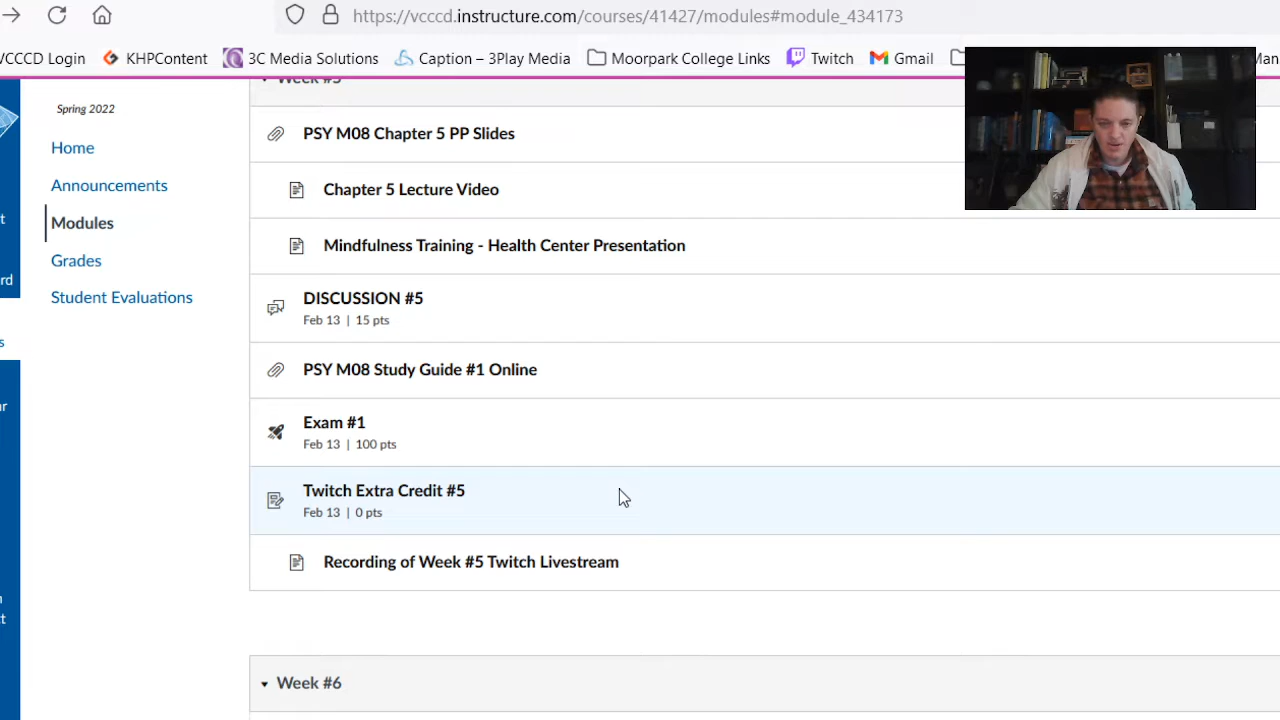 https://vcccd.instructure.com/courses/41427/modules#module_434173
VCCCD Login KHPContent 3C Media Solutions Caption – 3Play Media Moorpark College Links Twitch Gmail
Spring 2022
Home
Announcements
Modules
Grades
Student Evaluations
Week #5
PSY M08 Chapter 5 PP Slides
Chapter 5 Lecture Video
Mindfulness Training - Health Center Presentation
DISCUSSION #5
Feb 13 | 15 pts
PSY M08 Study Guide #1 Online
Exam #1
Feb 13 | 100 pts
Twitch Extra Credit #5
Feb 13 | 0 pts
Recording of Week #5 Twitch Livestream
Week #6